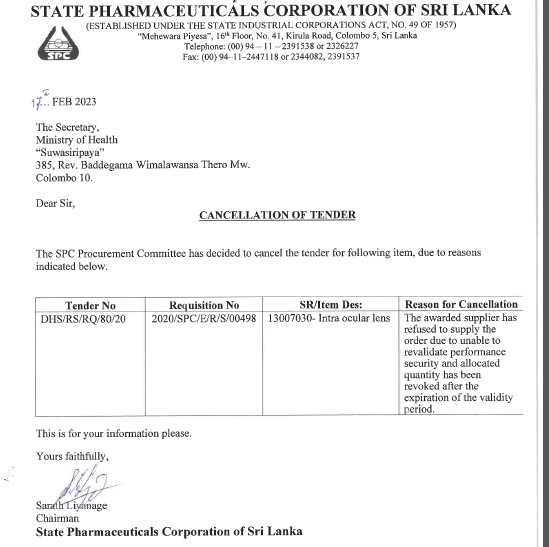 STATE PHARMACEUTICALS CORPORATION OF SRI LANKA
(ESTABLISHED UNDER THE STATE INDUSTRIAL CORPORATIONS ACT, NO. 49 OF 1957)
"Mehewara Piyesa", 16th Floor, No. 41, Kirula Road, Colombo 5, Sri Lanka
Telephone: (00) 94 – 11 – 2391538 or 2326227
Fax: (00) 94–11–2447118 or 2344082, 2391537
SPC
17th.. FEB 2023
The Secretary,
Ministry of Health
"Suwasiripaya"
385, Rev. Baddegama Wimalawansa Thero Mw.
Colombo 10.
Dear Sir,
CANCELLATION OF TENDER
The SPC Procurement Committee has decided to cancel the tender for following item, due to reasons
indicated below.
Tender No Requisition No SR/Item Des: Reason for Cancellation
DHS/RS/RQ/80/20 2020/SPC/E/R/S/00498 13007030- Intra ocular lens The awarded supplier has
refused to supply the
order due to unable to
revalidate performance
security and allocated
quantity has been
revoked after the
expiration of the validity
period.
This is for your information please.
Yours faithfully,
Sarath Liyanage
Chairman
State Pharmaceuticals Corporation of Sri Lanka